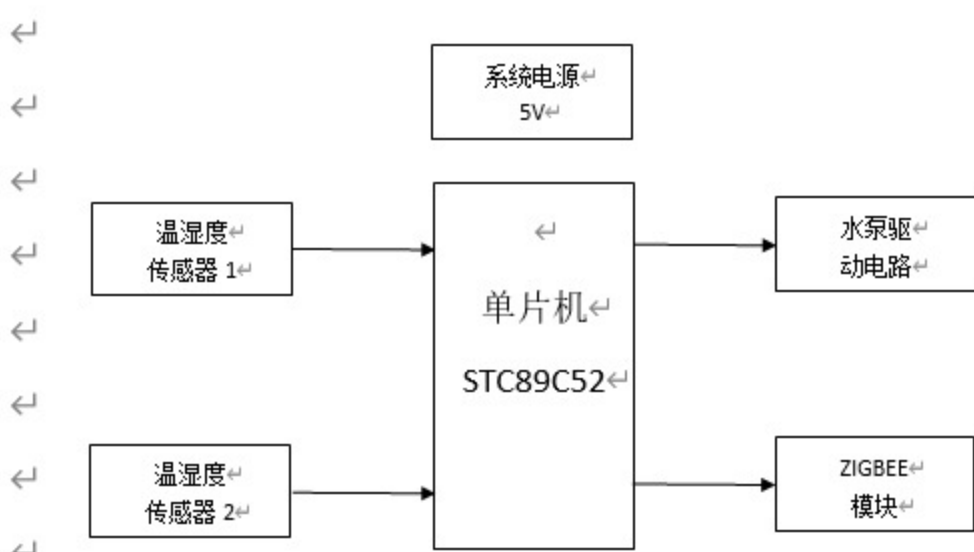 系统电源
5V
温湿度
传感器 1
单片机
STC89C52
水泵驱
动电路
温湿度
传感器 2
ZIGBEE
模块